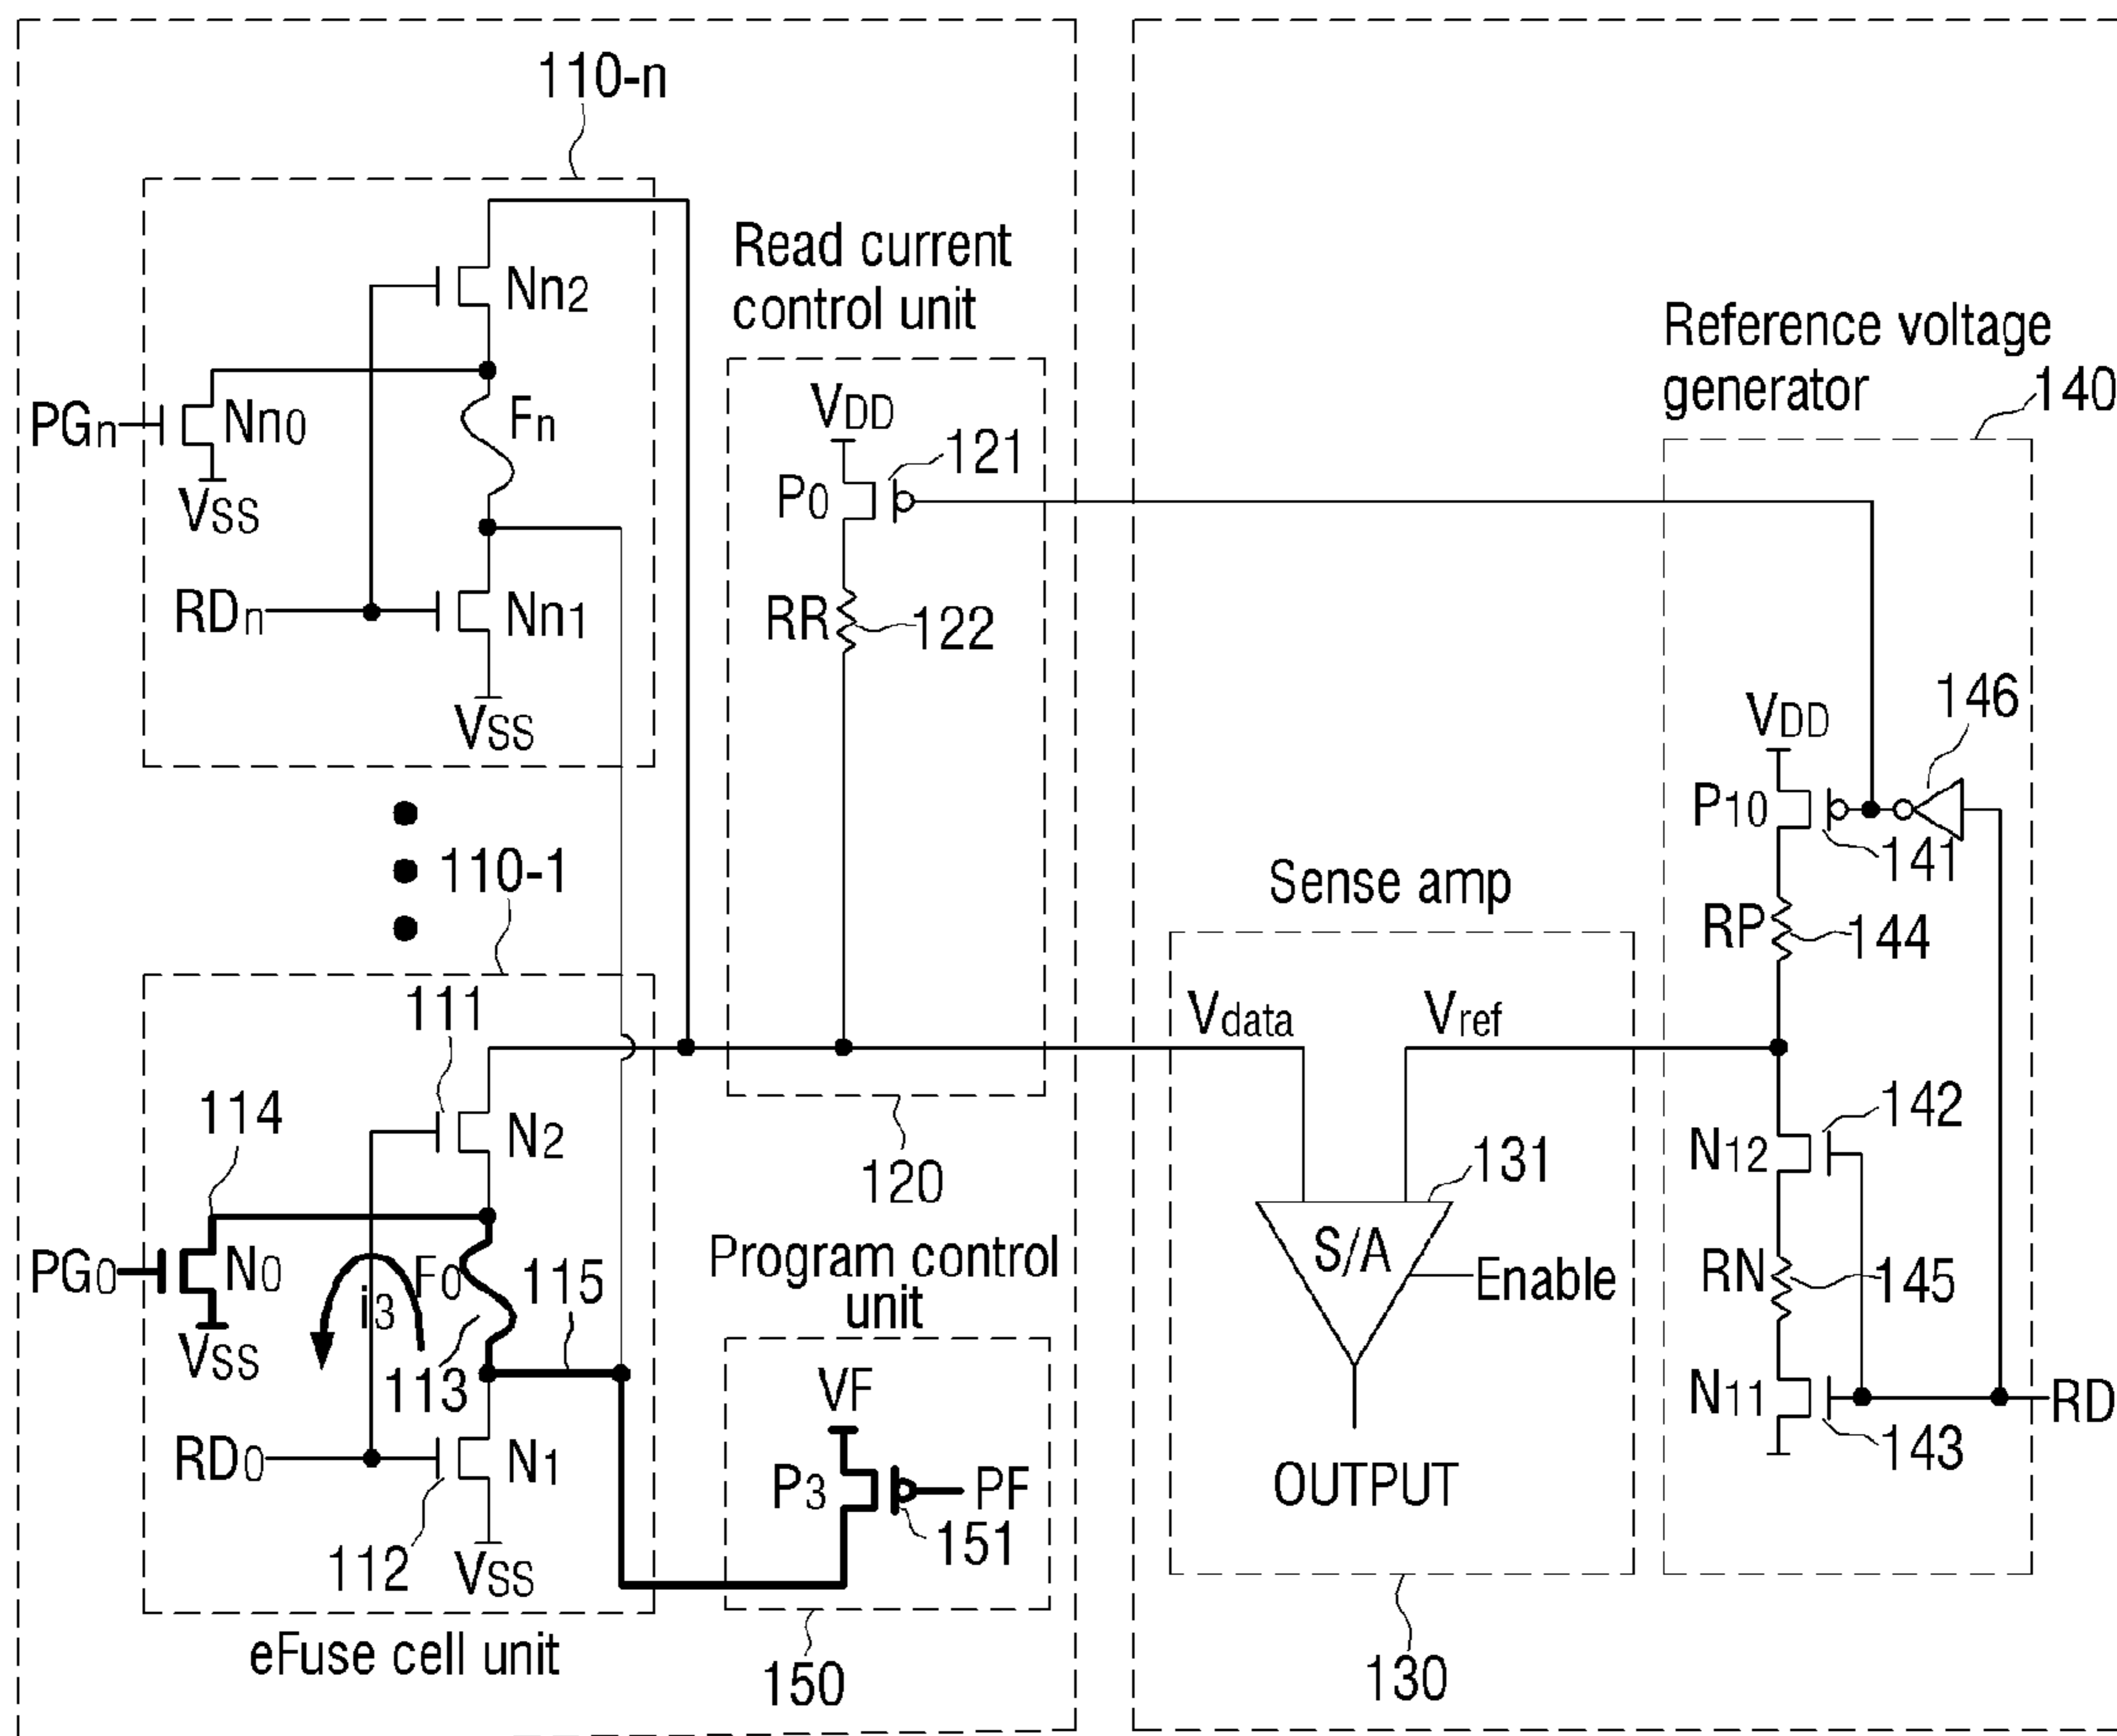 110-n
Nn2
PGn
Nn0
Fn
VSS
RDn
Nn1
VSS
Read current
control unit
VDD
121
P0
RR
122
120
110-1
111
114
N2
PG0
N0
i3
F0
115
VSS
113
RD0
N1
112
VSS
eFuse cell unit
Program control
unit
VF
P3
PF
151
150
Sense amp
Vdata
Vref
131
S/A
Enable
OUTPUT
130
Reference voltage
generator
140
VDD
146
P10
141
RP
144
142
N12
RN
145
N11
RD
143